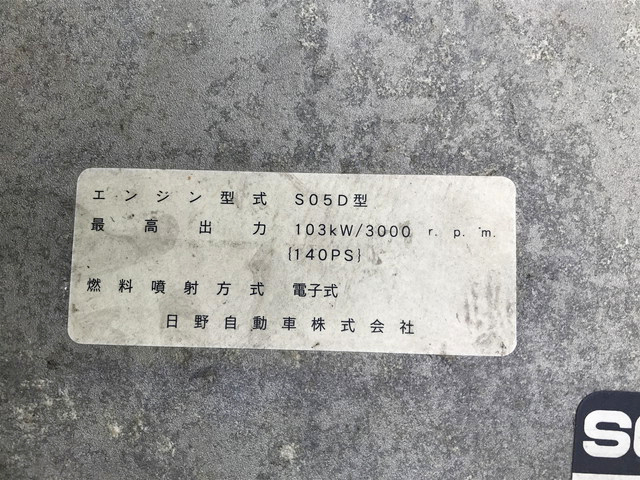 エンジン型式 S05D型
最高出力 103kW/3000 r.p.m.
{140PS}
燃料噴射方式 電子式
日野自動車株式会社